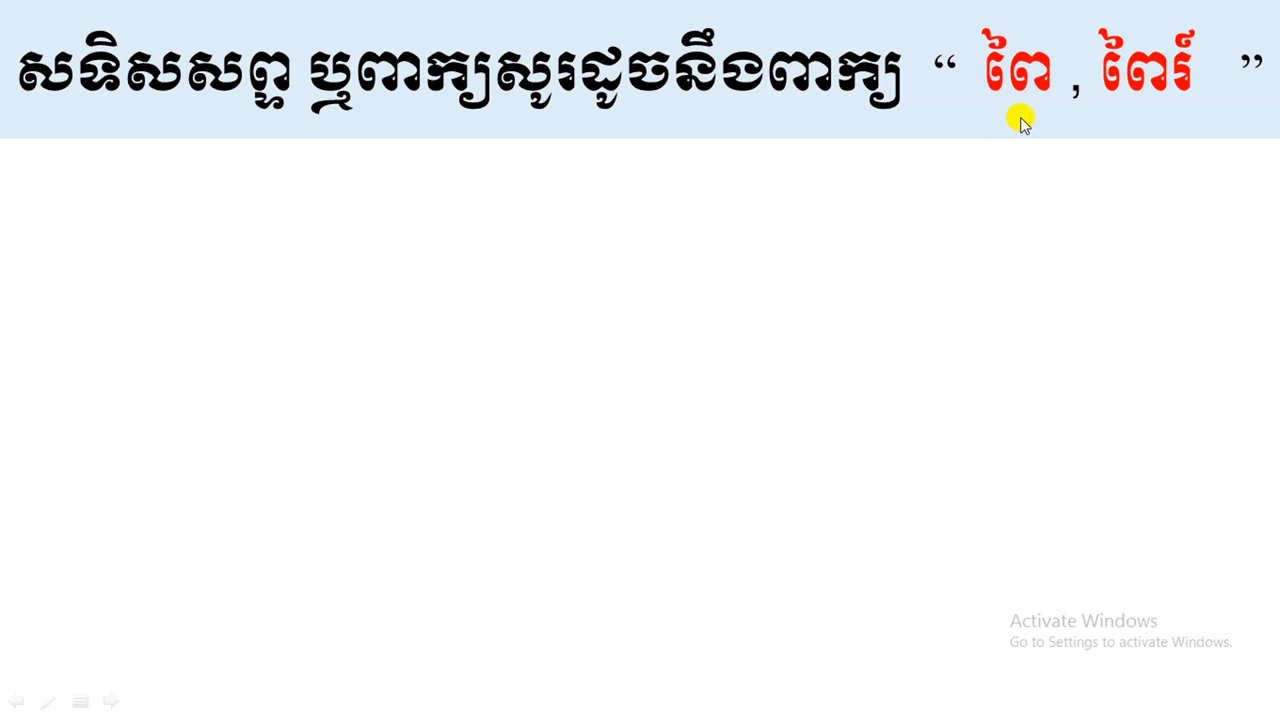 សទិសសព្ទ ឬពាក្យសូរដូចនឹងពាក្យ “ ពៃ , ពៃរ៍ ”
Activate Windows
Go to Settings to activate Windows.